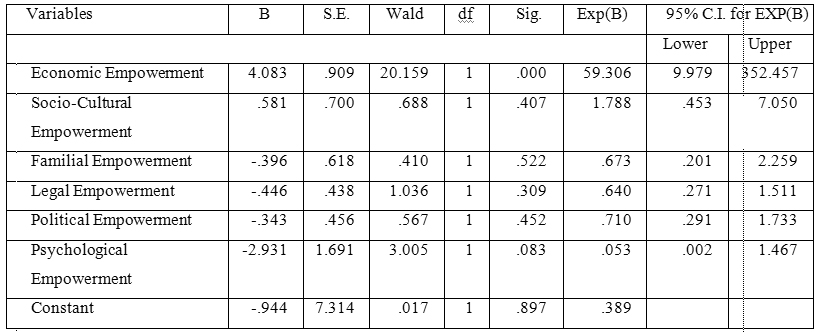 Variables B S.E. Wald df Sig. Exp(B) 95% C.I. for EXP(B)
Lower Upper
Economic Empowerment 4.083 .909 20.159 1 .000 59.306 9.979 352.457
Socio-Cultural .581 .700 .688 1 .407 1.788 .453 7.050
Empowerment
Familial Empowerment -.396 .618 .410 1 .522 .673 .201 2.259
Legal Empowerment -.446 .438 1.036 1 .309 .640 .271 1.511
Political Empowerment -.343 .456 .567 1 .452 .710 .291 1.733
Psychological -2.931 1.691 3.005 1 .083 .053 .002 1.467
Empowerment
Constant -.944 7.314 .017 1 .897 .389